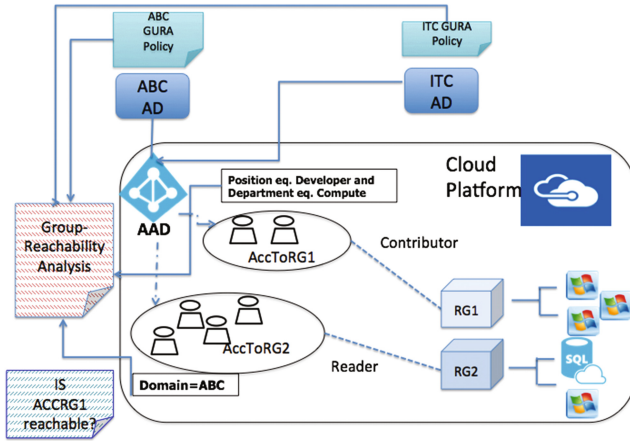 ABC
GURA
Policy
ITC GURA
Policy
ABC
AD
ITC
AD
Cloud
Platform
Position eq. Developer and
Department eq. Compute
AAD
Group-
Reachability
Analysis
AccToRG1
Contributor
RG1
AccToRG2
Reader
RG2
SQL
Domain=ABC
IS
ACCRG1
reachable?